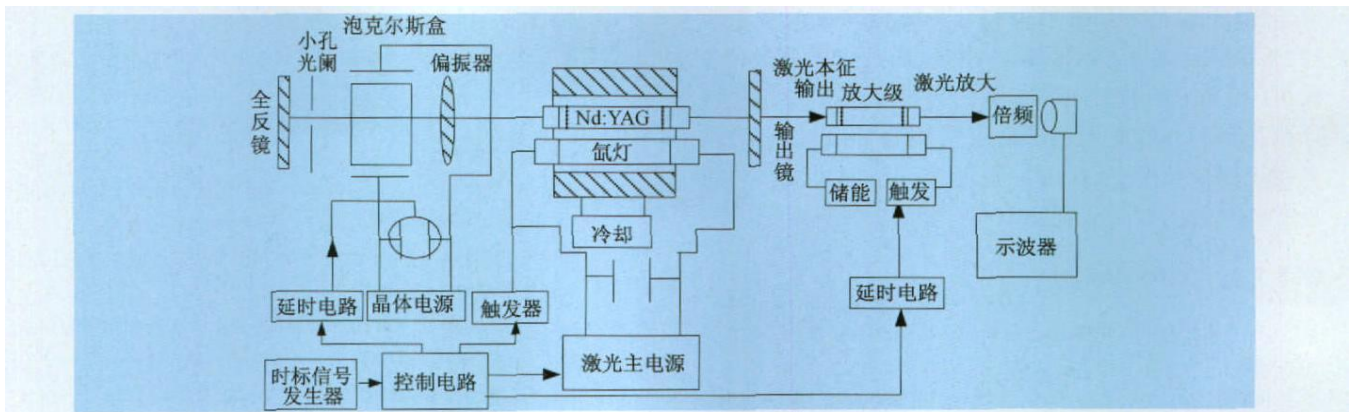 泡克尔斯盒
小孔
光阑
偏振器
全反镜
Nd:YAG
氙灯
冷却
激光本征
输出
放大级
激光放大
倍频
输出镜
储能
触发
示波器
延时电路
晶体电源
触发器
延时电路
激光主电源
时标信号
发生器
控制电路